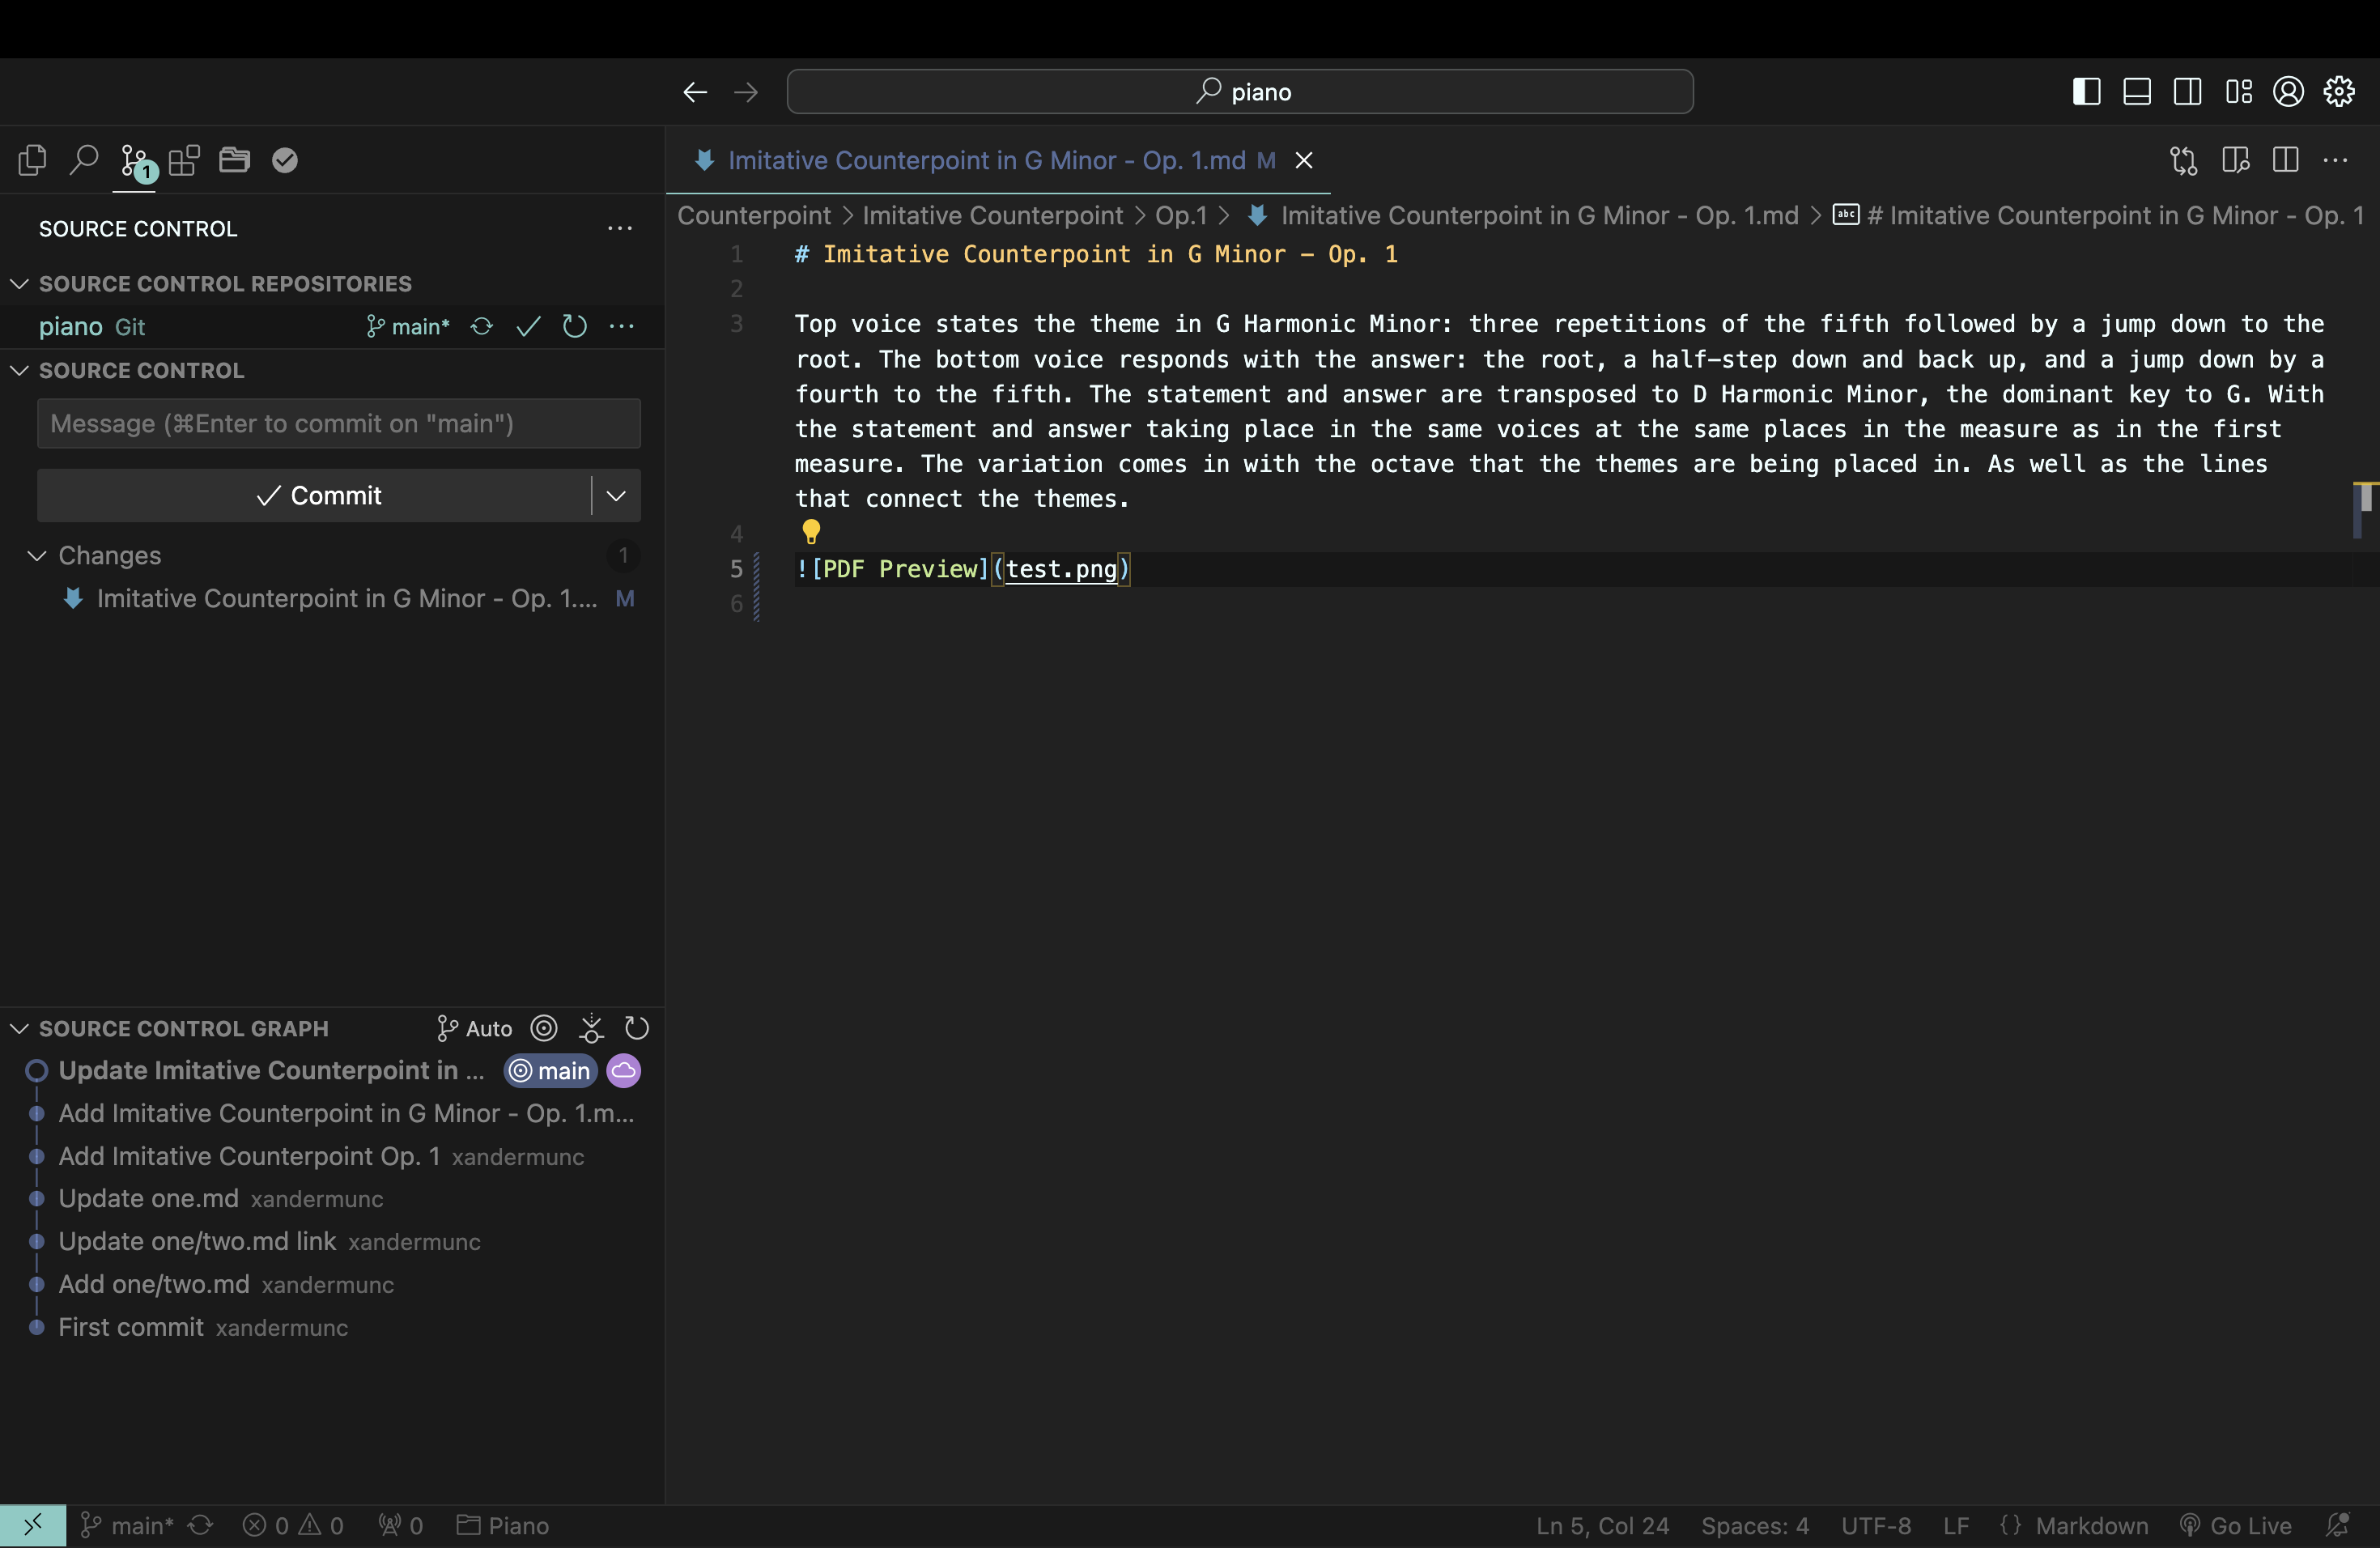 piano
1
Imitative Counterpoint in G Minor - Op. 1.md M
SOURCE CONTROL
SOURCE CONTROL REPOSITORIES
piano Git main*
SOURCE CONTROL
Message (⌘Enter to commit on "main")
Commit
Changes 1
Imitative Counterpoint in G Minor - Op. 1.... M
SOURCE CONTROL GRAPH Auto
Update Imitative Counterpoint in ... main
Add Imitative Counterpoint in G Minor - Op. 1.m...
Add Imitative Counterpoint Op. 1 xandermunc
Update one.md xandermunc
Update one/two.md link xandermunc
Add one/two.md xandermunc
First commit xandermunc
Counterpoint > Imitative Counterpoint > Op.1 > Imitative Counterpoint in G Minor - Op. 1.md > abc # Imitative Counterpoint in G Minor - Op. 1
1 # Imitative Counterpoint in G Minor - Op. 1
2
3 Top voice states the theme in G Harmonic Minor: three repetitions of the fifth followed by a jump down to the
root. The bottom voice responds with the answer: the root, a half-step down and back up, and a jump down by a
fourth to the fifth. The statement and answer are transposed to D Harmonic Minor, the dominant key to G. With
the statement and answer taking place in the same voices at the same places in the measure as in the first
measure. The variation comes in with the octave that the themes are being placed in. As well as the lines
that connect the themes.
4
5 ![PDF Preview](test.png)
6
main* 0 0 0 Piano
Ln 5, Col 24 Spaces: 4 UTF-8 LF {} Markdown Go Live